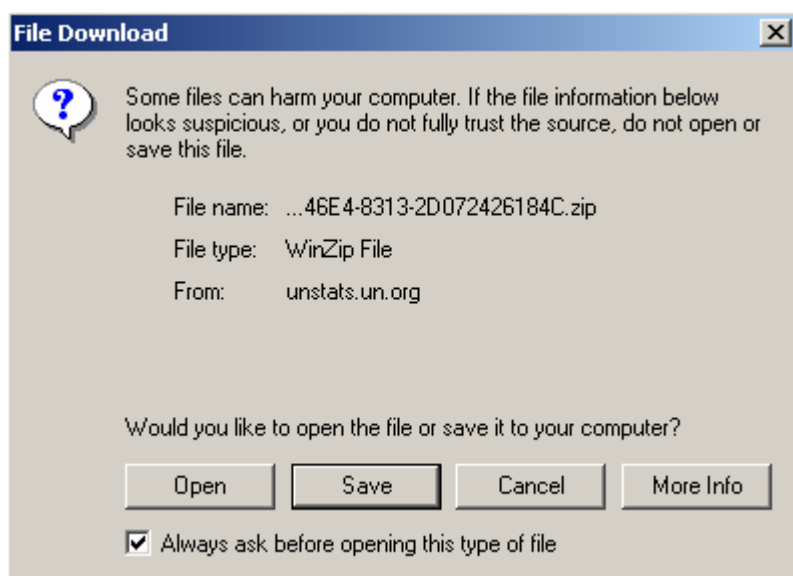 File Download
Some files can harm your computer. If the file information below
looks suspicious, or you do not fully trust the source, do not open or
save this file.
File name: ...46E4-8313-2D072426184C.zip
File type: WinZip File
From: unstats.un.org
Would you like to open the file or save it to your computer?
Open Save Cancel More Info
Always ask before opening this type of file